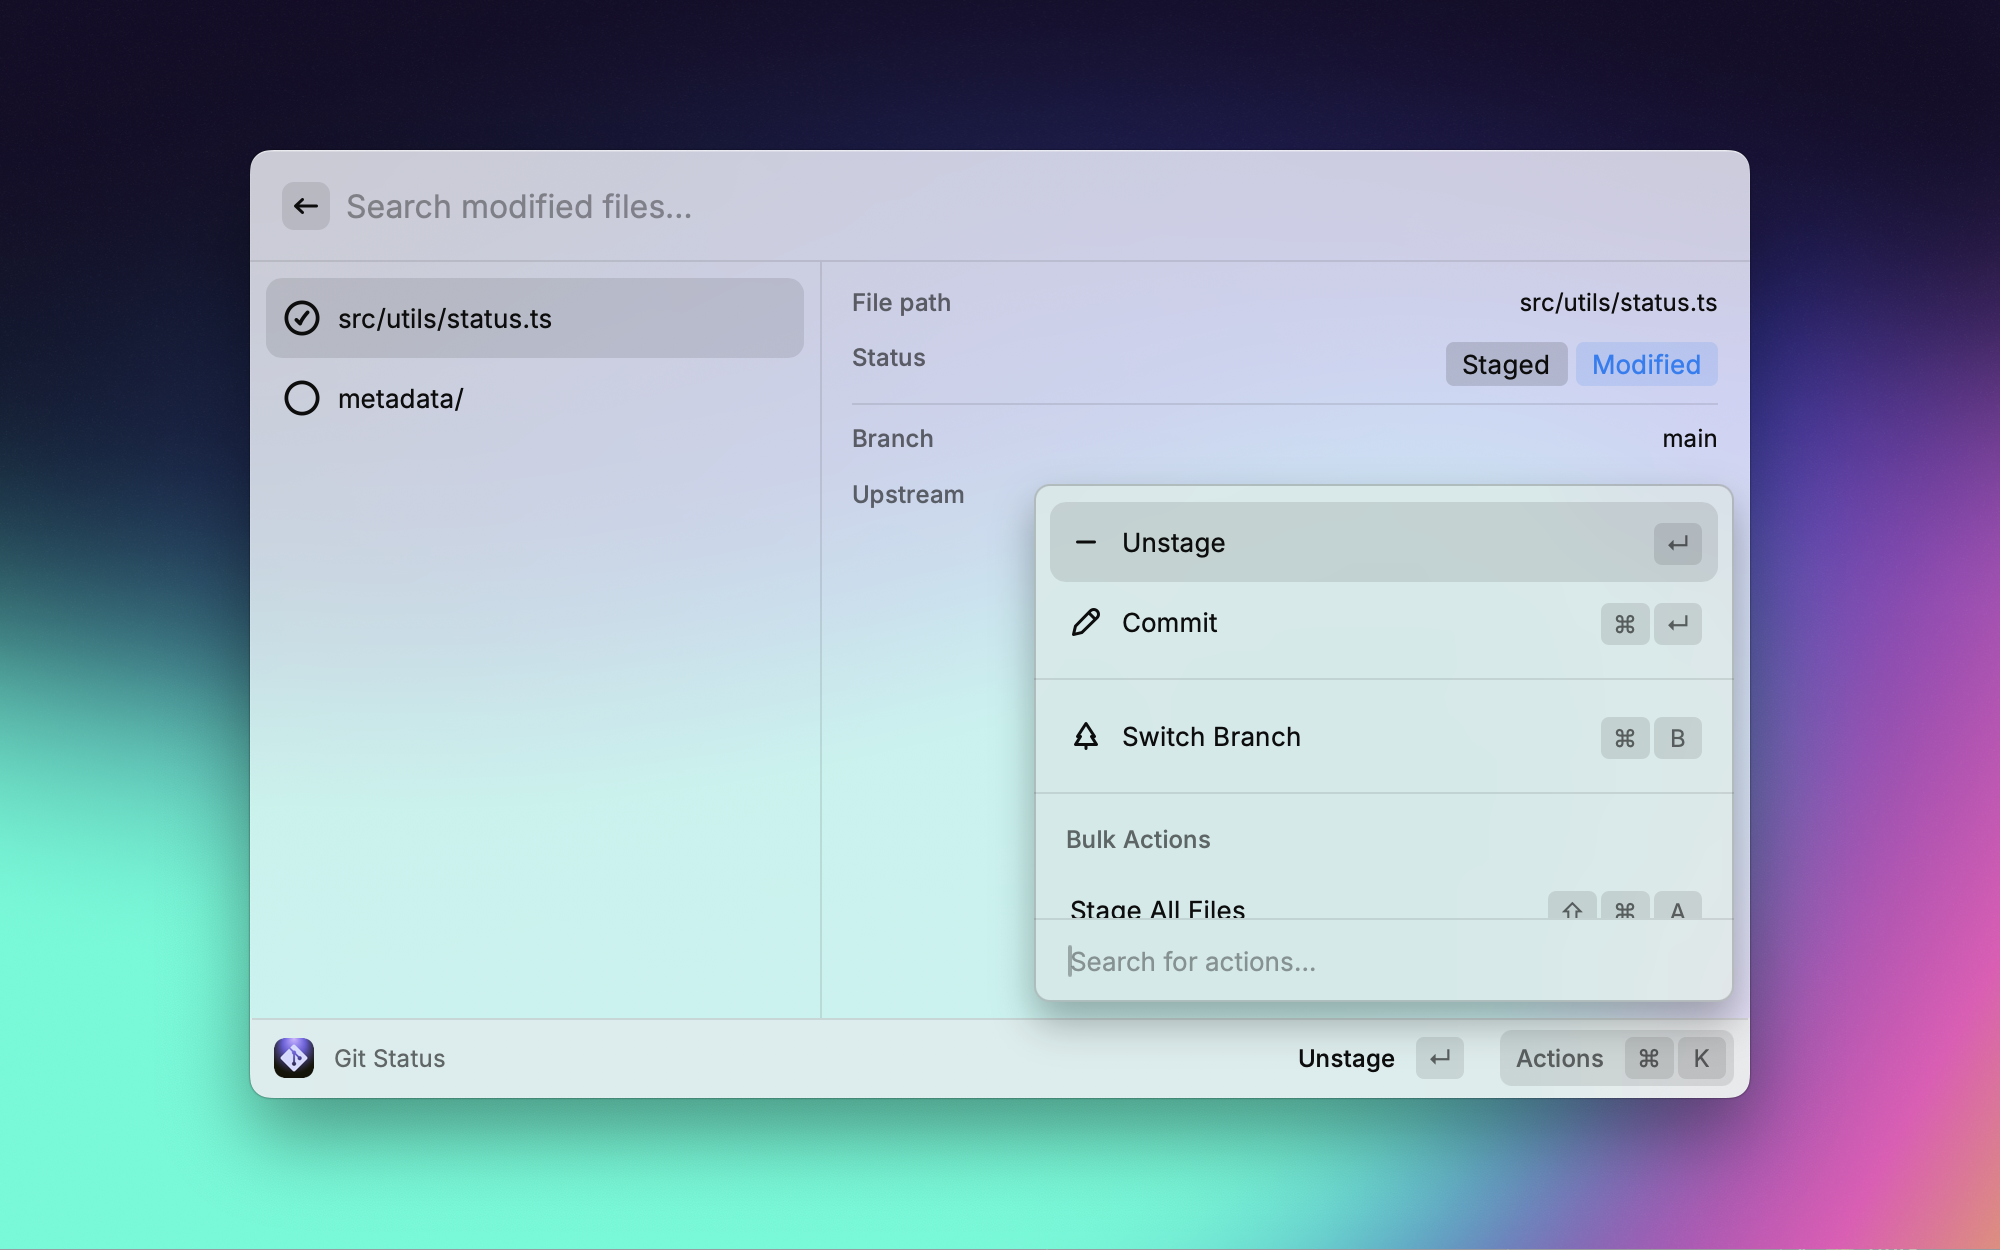 Search modified files...
src/utils/status.ts
metadata/
File path src/utils/status.ts
Status Staged Modified
Branch main
Upstream
Unstage ↵
Commit ⌘ ↵
Switch Branch ⌘ B
Bulk Actions
Stage All Files ⇧ ⌘ A
Search for actions...
Git Status Unstage ↵ Actions ⌘ K